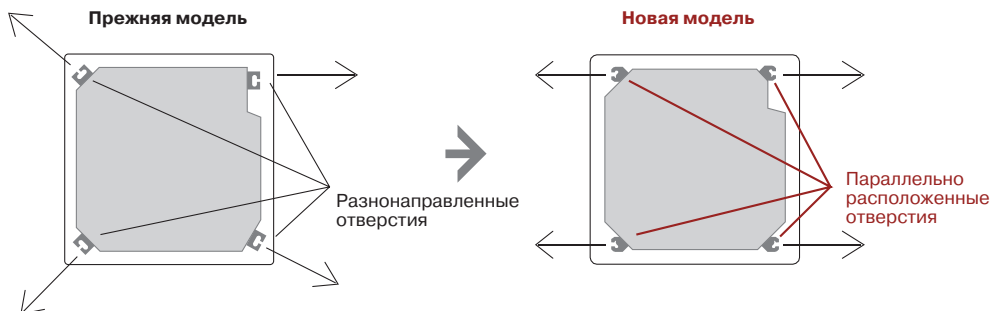 Прежняя модель
Новая модель
Разнонаправленные
отверстия
Параллельно
расположенные
отверстия